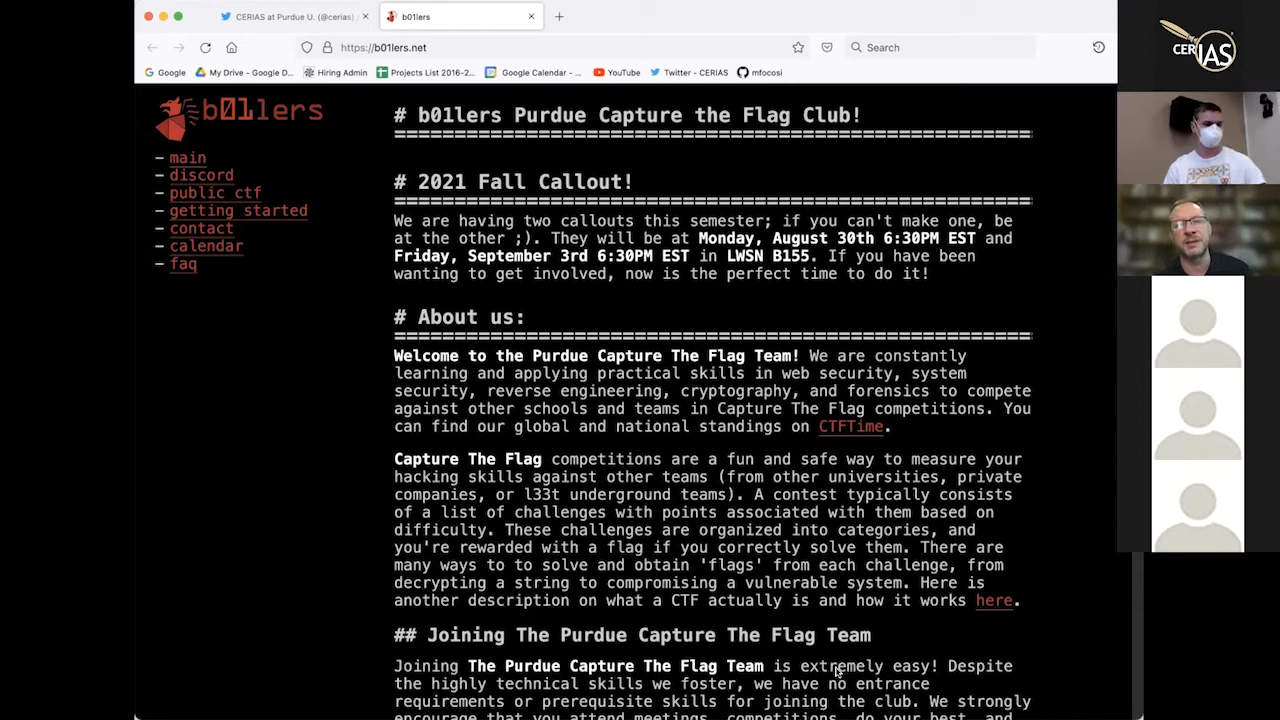 CERIAS at Purdue U. (@cerias) /
b01lers
https://b01lers.net
Search
Google
My Drive - Google D...
Hiring Admin
Projects List 2016-2...
Google Calendar - ...
YouTube
Twitter - CERIAS
mfocosi
CERIAS
b01lers
– main
– discord
– public ctf
– getting started
– contact
– calendar
– faq
# b01lers Purdue Capture the Flag Club!
# 2021 Fall Callout!
We are having two callouts this semester; if you can't make one, be
at the other ;). They will be at Monday, August 30th 6:30PM EST and
Friday, September 3rd 6:30PM EST in LWSN B155. If you have been
wanting to get involved, now is the perfect time to do it!
# About us:
Welcome to the Purdue Capture The Flag Team! We are constantly
learning and applying practical skills in web security, system
security, reverse engineering, cryptography, and forensics to compete
against other schools and teams in Capture The Flag competitions. You
can find our global and national standings on CTFTime.
Capture The Flag competitions are a fun and safe way to measure your
hacking skills against other teams (from other universities, private
companies, or l33t underground teams). A contest typically consists
of a list of challenges with points associated with them based on
difficulty. These challenges are organized into categories, and
you're rewarded with a flag if you correctly solve them. There are
many ways to to solve and obtain 'flags' from each challenge, from
decrypting a string to compromising a vulnerable system. Here is
another description on what a CTF actually is and how it works here.
## Joining The Purdue Capture The Flag Team
Joining The Purdue Capture The Flag Team is extremely easy! Despite
the highly technical skills we foster, we have no entrance
requirements or prerequisite skills for joining the club. We strongly
encourage that you attend meetings, competitions, do your best, and